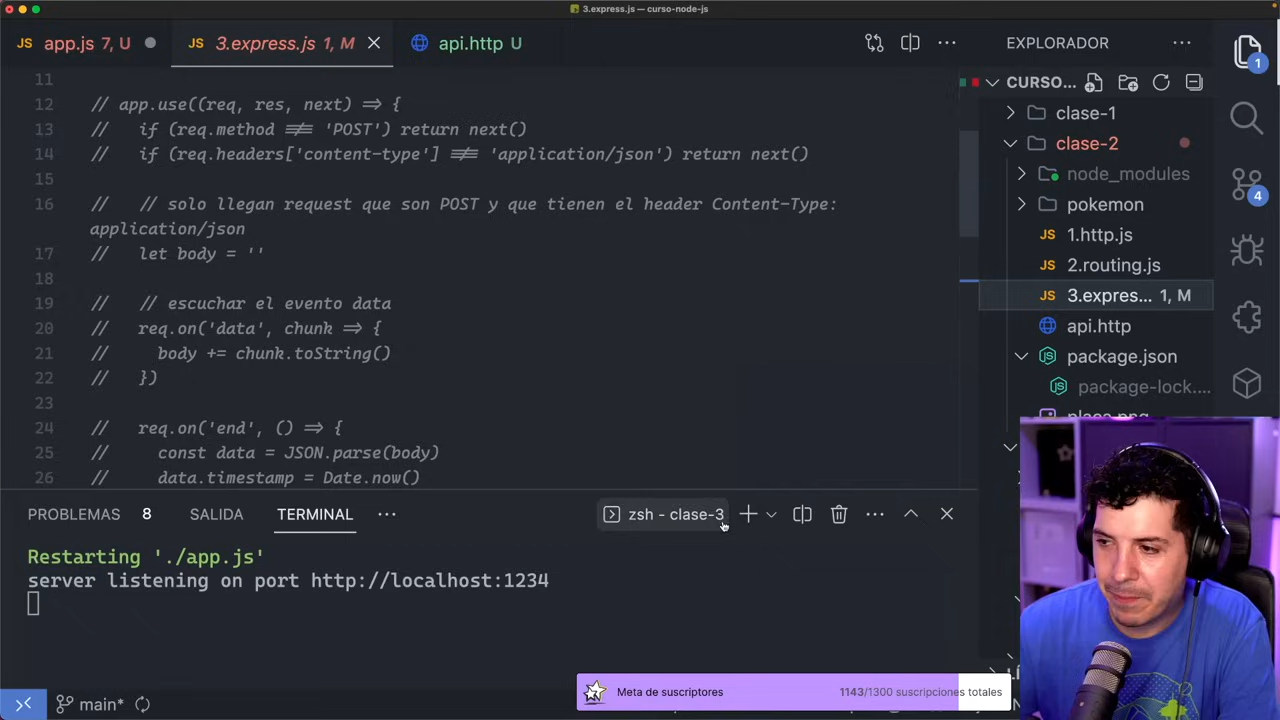 3.express.js — curso-node-js
JS app.js 7, U
JS 3.express.js 1, M
api.http U
EXPLORADOR
11
12 // app.use((req, res, next) => {
13 //   if (req.method !== 'POST') return next()
14 //   if (req.headers['content-type'] !== 'application/json') return next()
15
16 //   // solo llegan request que son POST y que tienen el header Content-Type:
application/json
17 //   let body = ''
18
19 //   // escuchar el evento data
20 //   req.on('data', chunk => {
21 //     body += chunk.toString()
22 //   })
23
24 //   req.on('end', () => {
25 //     const data = JSON.parse(body)
26 //     data.timestamp = Date.now()
CURSO...
clase-1
clase-2
node_modules
pokemon
JS 1.http.js
JS 2.routing.js
JS 3.expres... 1, M
api.http
package.json
package-lock....
1
4
PROBLEMAS 8
SALIDA
TERMINAL
zsh - clase-3
Restarting './app.js'
server listening on port http://localhost:1234
Meta de suscriptores
1143/1300 suscripciones totales
main*